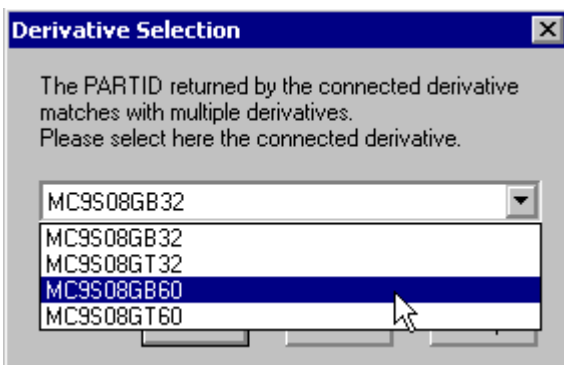 Derivative Selection
The PARTID returned by the connected derivative
matches with multiple derivatives.
Please select here the connected derivative.
MC9S08GB32
MC9S08GB32
MC9S08GT32
MC9S08GB60
MC9S08GT60